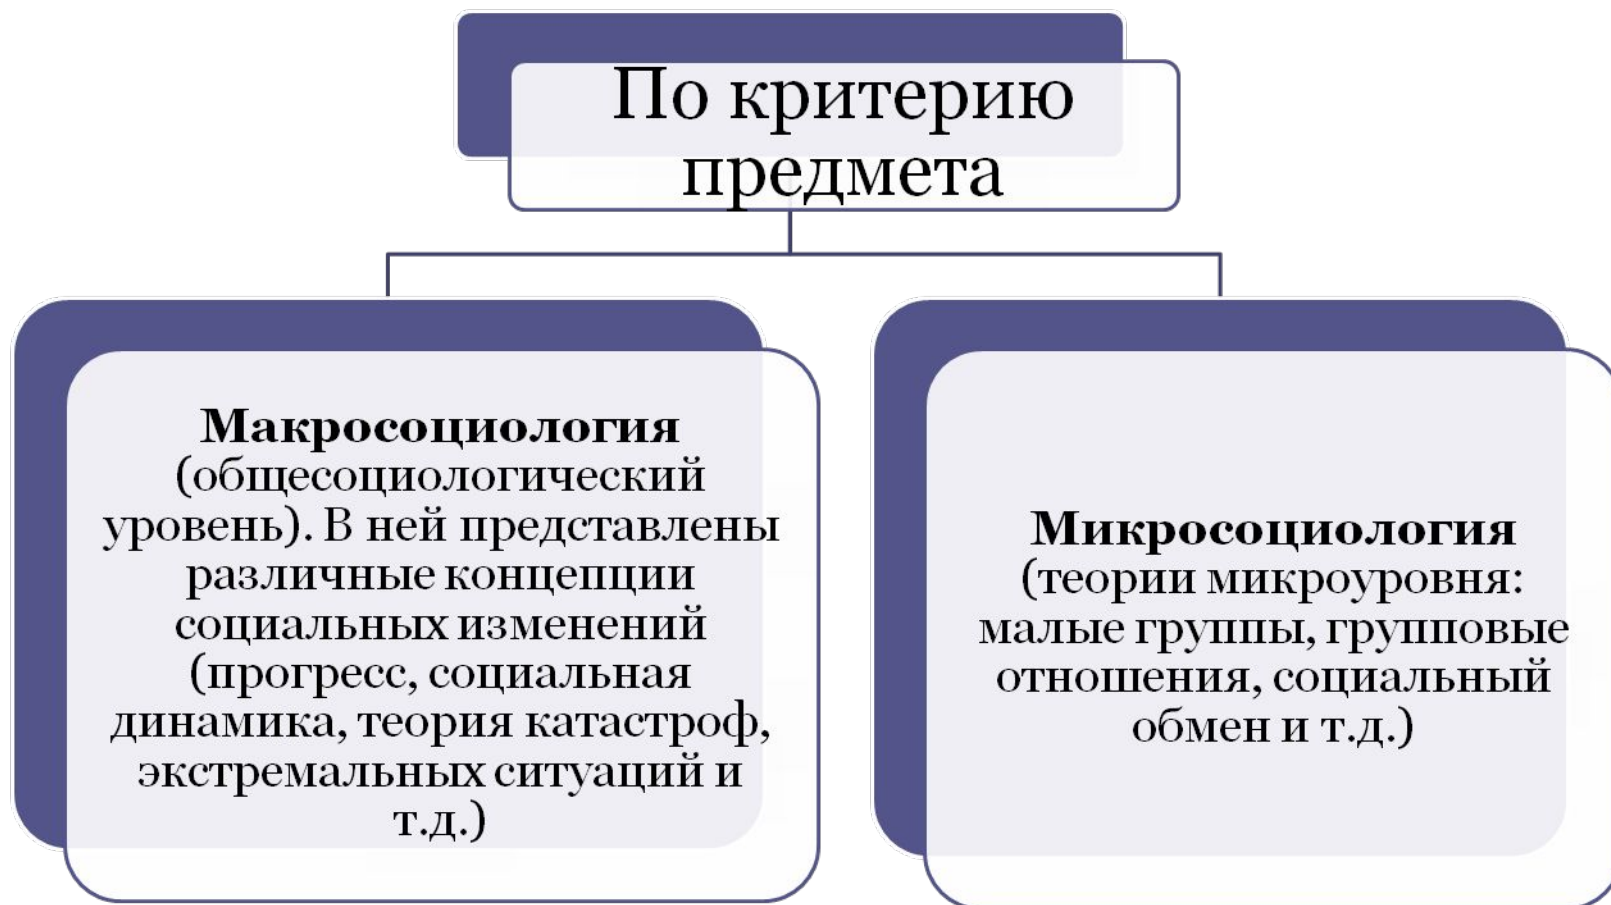 По критерию
предмета
Макросоциология
(общесоциологический
уровень). В ней представлены
различные концепции
социальных изменений
(прогресс, социальная
динамика, теория катастроф,
экстремальных ситуаций и
т.д.)
Микросоциология
(теории микроуровня:
малые группы, групповые
отношения, социальный
обмен и т.д.)